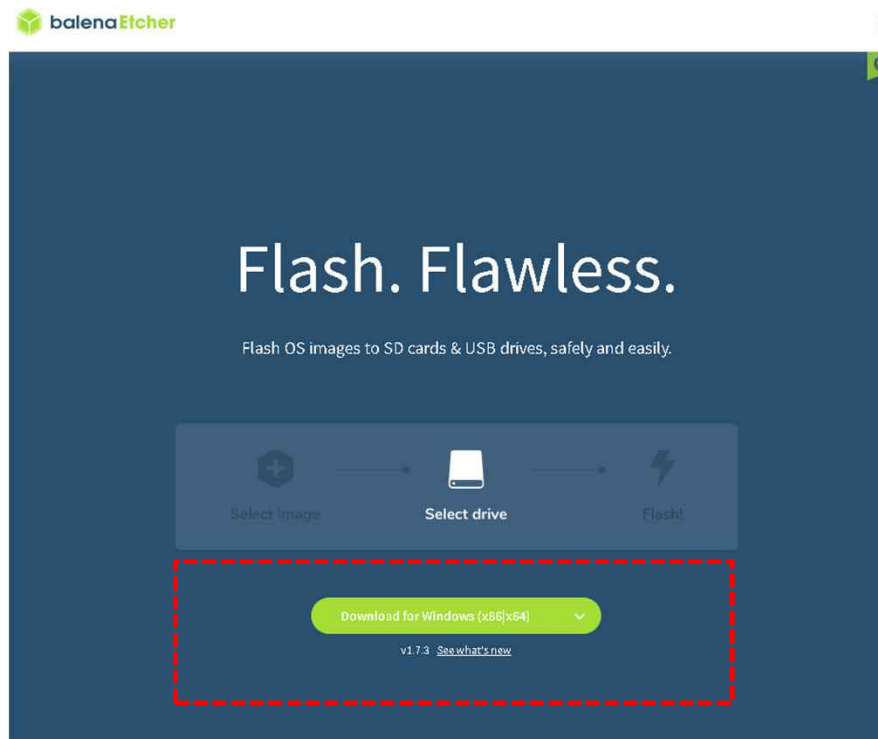 balenaEtcher
Flash. Flawless.
Flash OS images to SD cards & USB drives, safely and easily.
Select Image
Select drive
Flash!
Download for Windows (x86|x64)
v1.7.3 See what's new